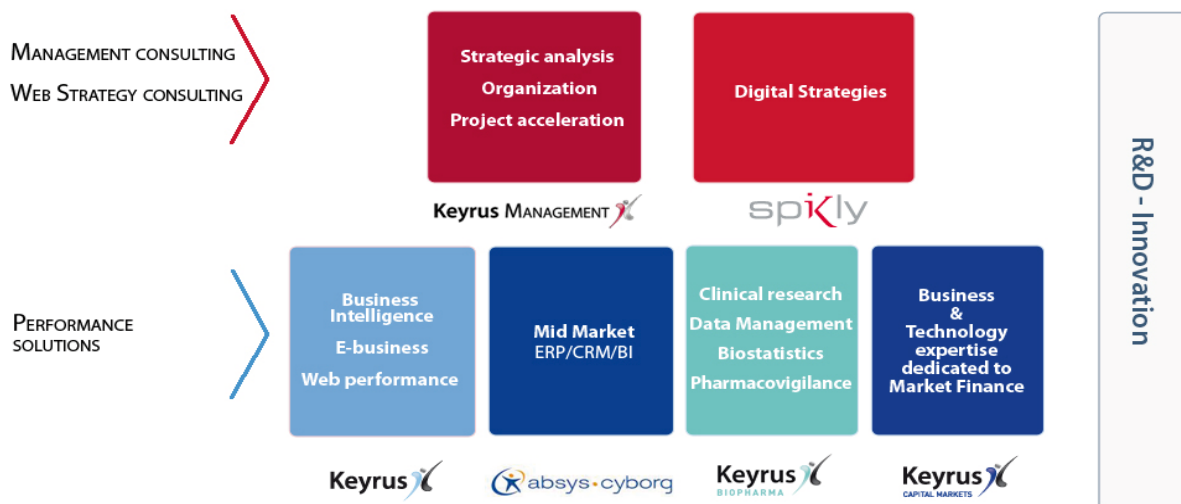 MANAGEMENT CONSULTING
WEB STRATEGY CONSULTING
Strategic analysis
Organization
Project acceleration
Digital Strategies
Keyrus MANAGEMENT
spikly
PERFORMANCE
SOLUTIONS
Business
Intelligence
E-business
Web performance
Mid Market
ERP/CRM/BI
Clinical research
Data Management
Biostatistics
Pharmacovigilance
Business
&
Technology
expertise
dedicated to
Market Finance
Keyrus
absys·cyborg
Keyrus
BIOPHARMA
Keyrus
CAPITAL MARKETS
R&D - Innovation